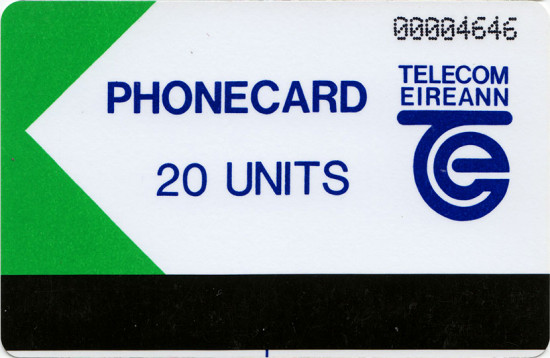 00004646
TELECOM
EIREANN
PHONECARD
20 UNITS